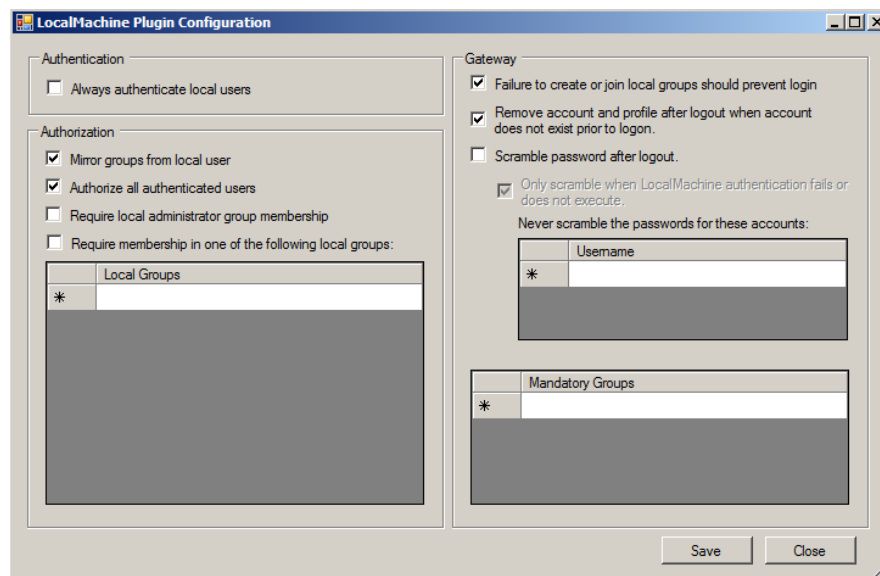 LocalMachine Plugin Configuration
Authentication
Always authenticate local users
Authorization
Mirror groups from local user
Authorize all authenticated users
Require local administrator group membership
Require membership in one of the following local groups:
Local Groups
Gateway
Failure to create or join local groups should prevent login
Remove account and profile after logout when account
does not exist prior to logon.
Scramble password after logout.
Only scramble when LocalMachine authentication fails or
does not execute.
Never scramble the passwords for these accounts:
Username
Mandatory Groups
Save
Close